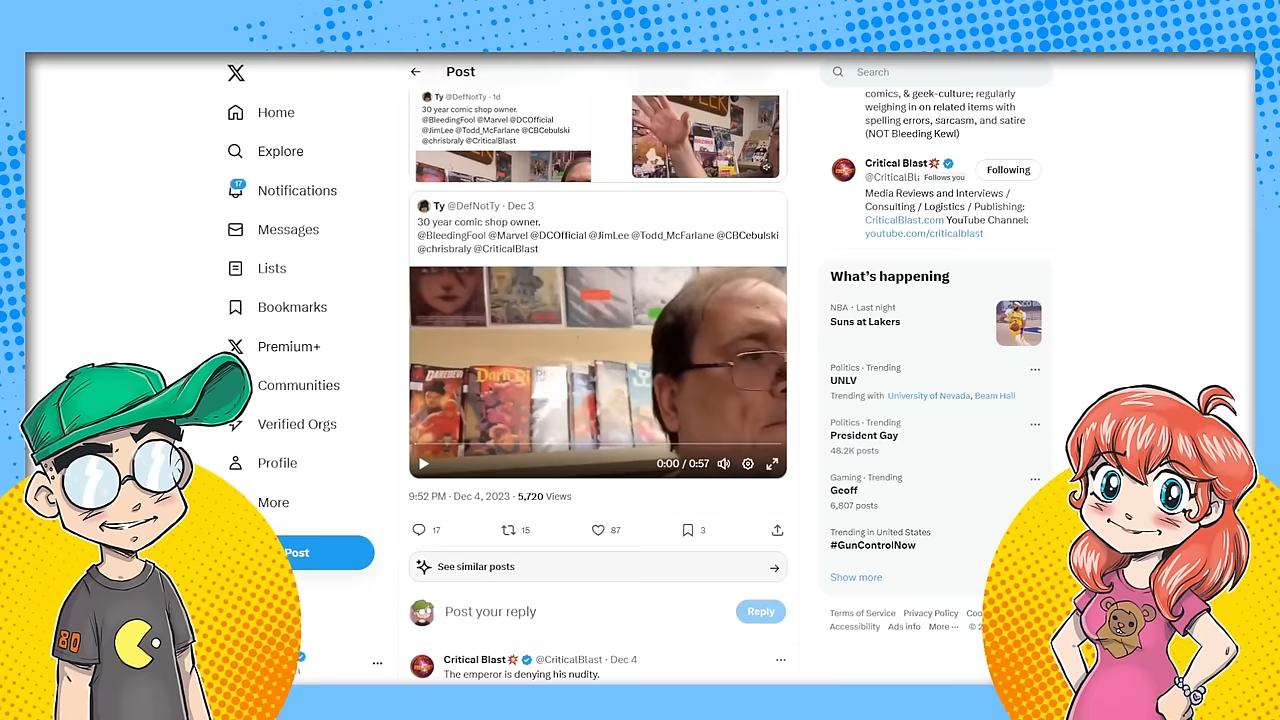 Home
Explore
17
Notifications
Messages
Lists
Bookmarks
Premium+
Communities
Verified Orgs
Profile
More
Post
Post
Ty @DefNotTy · 1d
30 year comic shop owner.
@BleedingFool @Marvel @DCOfficial
@JimLee @Todd_McFarlane @CBCebulski
@chrisbraly @CriticalBlast
Ty @DefNotTy · Dec 3
30 year comic shop owner.
@BleedingFool @Marvel @DCOfficial @JimLee @Todd_McFarlane @CBCebulski
@chrisbraly @CriticalBlast
DAREDEVIL
0:00 / 0:57
9:52 PM · Dec 4, 2023 · 5,720 Views
17 15 87 3
See similar posts
Post your reply
Reply
Critical Blast @CriticalBlast · Dec 4
The emperor is denying his nudity.
Search
comics, & geek-culture; regularly
weighing in on related items with
spelling errors, sarcasm, and satire
(NOT Bleeding Kewl)
Critical Blast
@CriticalBl Follows you
Following
Media Reviews and Interviews /
Consulting / Logistics / Publishing:
CriticalBlast.com YouTube Channel:
youtube.com/criticalblast
What's happening
NBA · Last night
Suns at Lakers
Politics · Trending
UNLV
Trending with University of Nevada, Beam Hall
Politics · Trending
President Gay
48.2K posts
Gaming · Trending
Geoff
6,807 posts
Trending in United States
#GunControlNow
Show more
Terms of Service Privacy Policy Coo
Accessibility Ads info More ··· © 2
80